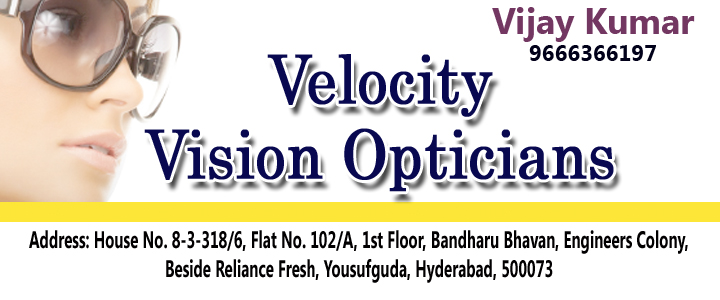 Vijay Kumar
9666366197
Velocity
Vision Opticians
Address: House No. 8-3-318/6, Flat No. 102/A, 1st Floor, Bandharu Bhavan, Engineers Colony,
Beside Reliance Fresh, Yousufguda, Hyderabad, 500073